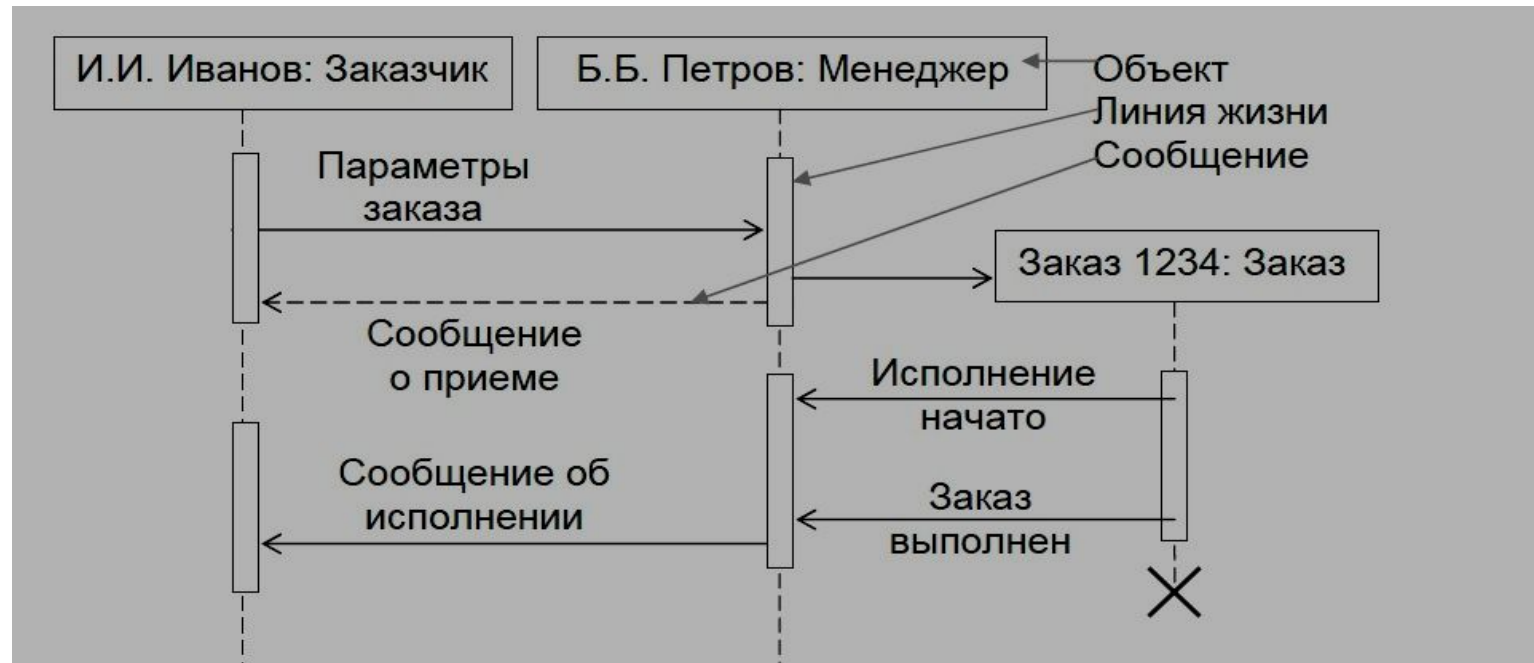 И.И. Иванов: Заказчик
Б.Б. Петров: Менеджер
Объект
Линия жизни
Сообщение
Параметры
заказа
Заказ 1234: Заказ
Сообщение
о приеме
Исполнение
начато
Сообщение об
исполнении
Заказ
выполнен